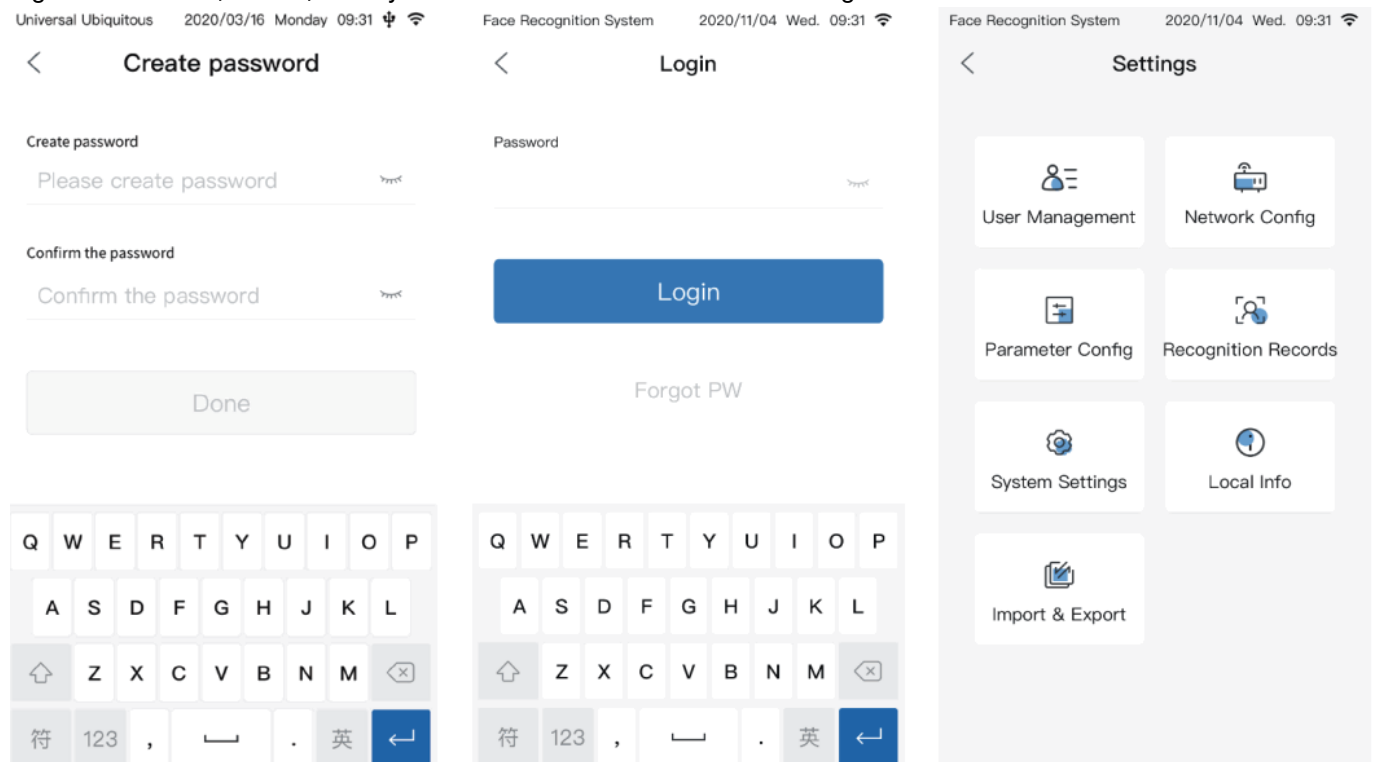 Universal Ubiquitous 2020/03/16 Monday 09:31
Create password
Create password
Please create password
Confirm the password
Confirm the password
Done
Q W E R T Y U I O P
A S D F G H J K L
Z X C V B N M
符 123 , . 英
Face Recognition System 2020/11/04 Wed. 09:31
Login
Password
Login
Forgot PW
Q W E R T Y U I O P
A S D F G H J K L
Z X C V B N M
符 123 , . 英
Face Recognition System 2020/11/04 Wed. 09:31
Settings
User Management
Network Config
Parameter Config
Recognition Records
System Settings
Local Info
Import & Export